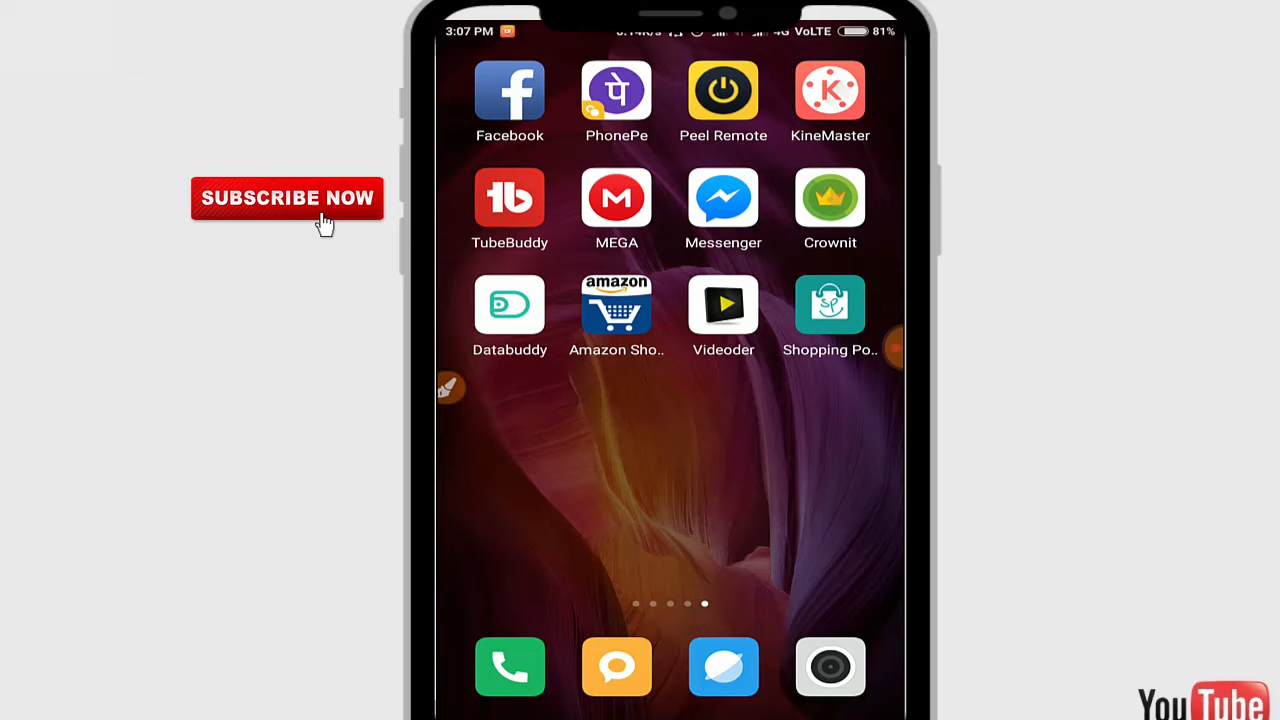 3:07 PM
4G VoLTE 81%
Facebook PhonePe Peel Remote KineMaster
SUBSCRIBE NOW
TubeBuddy MEGA Messenger Crownit
amazon
Databuddy Amazon Sho.. Videoder Shopping Po..
YouTube